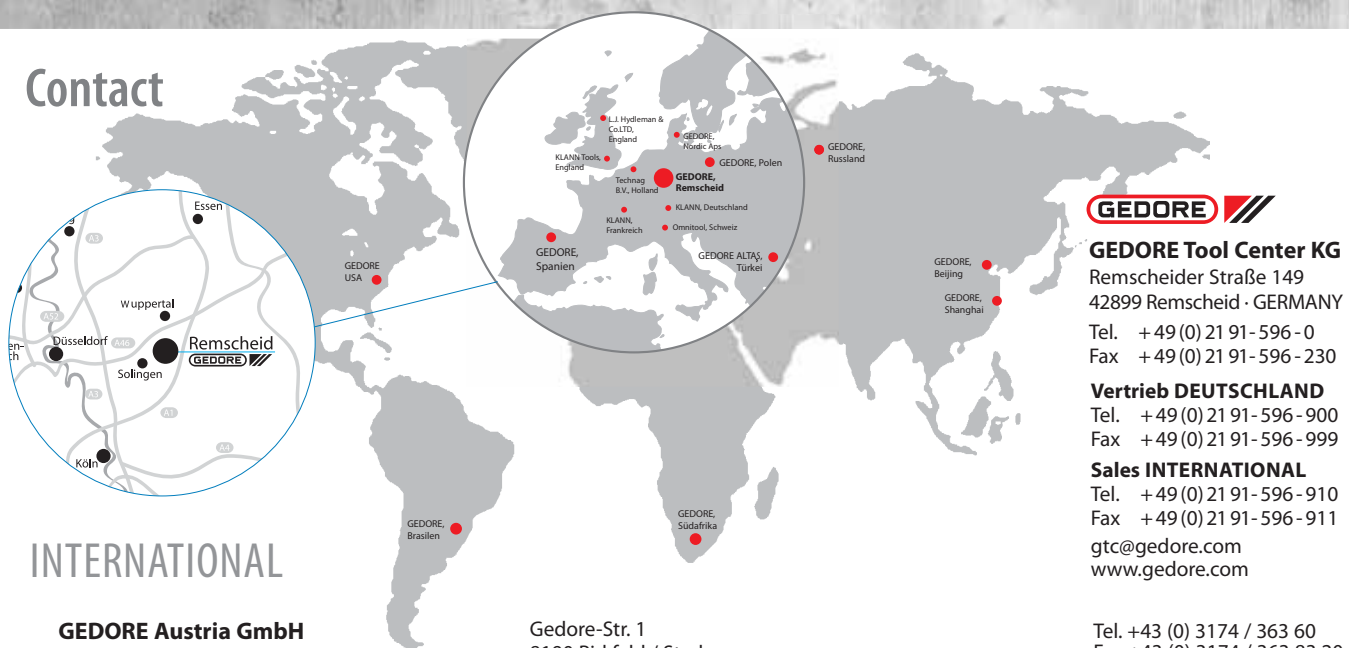 Contact
L.J. Hydleman &
Co.LTD,
England
GEDORE,
Nordic Aps
KLANN Tools,
England
GEDORE, Polen
Technag
B.V., Holland
GEDORE,
Remscheid
KLANN, Deutschland
KLANN,
Frankreich
Omnitool, Schweiz
GEDORE,
Spanien
GEDORE ALTAŞ,
Türkei
GEDORE,
Russland
GEDORE
USA
GEDORE,
Beijing
GEDORE,
Shanghai
GEDORE,
Brasilen
GEDORE,
Südafrika
Essen
A3
Wuppertal
A52
Düsseldorf
A46
Remscheid
GEDORE
Solingen
A3
A1
A4
Köln
GEDORE
GEDORE Tool Center KG
Remscheider Straße 149
42899 Remscheid · GERMANY
Tel. +49 (0) 21 91-596-0
Fax +49 (0) 21 91-596-230
Vertrieb DEUTSCHLAND
Tel. +49 (0) 21 91-596-900
Fax +49 (0) 21 91-596-999
Sales INTERNATIONAL
Tel. +49 (0) 21 91-596-910
Fax +49 (0) 21 91-596-911
gtc@gedore.com
www.gedore.com
INTERNATIONAL
GEDORE Austria GmbH
Gedore-Str. 1
Tel. +43 (0) 3174 / 363 60